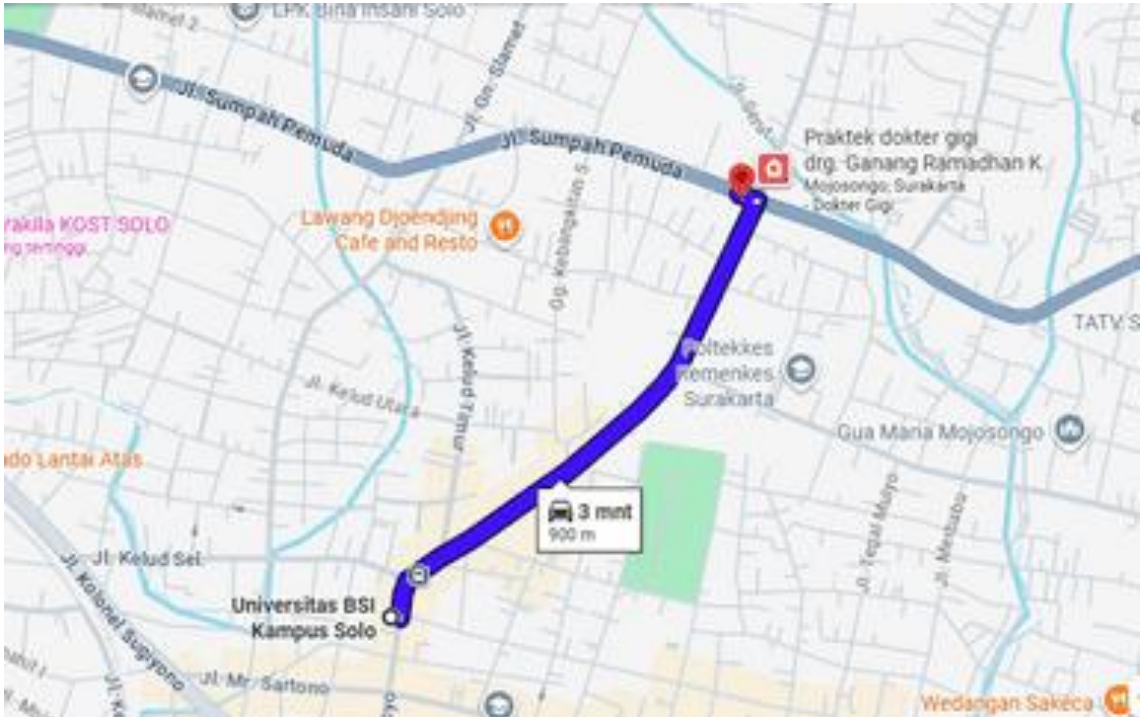 LPK Bina Insani Solo
Jl. Sumpah Pemuda
Jl. Gn. Slamet
Jl. Sumpah Pemuda
Praktek dokter gigi
drg. Ganang Ramadhan K.
Mojosongo, Surakarta
- Dokter Gigi
KOST SOLO
Lawang Djoendjing
Cafe and Resto
Gg. Kebangkitan S.
TATV S
Jl. Kelud Timur
Poltekkes
Kemenkes
Surakarta
Jl. Kelud Utara
Gua Maria Mojosongo
do Lantai Atas
3 mnt
900 m
Jl. Tegal Mulyo
Jl. Kelud Sel.
Jl. Kolonel Sugiyono
Universitas BSI
Kampus Solo
Jl. Mr. Sartono
Wedangan Sakeca